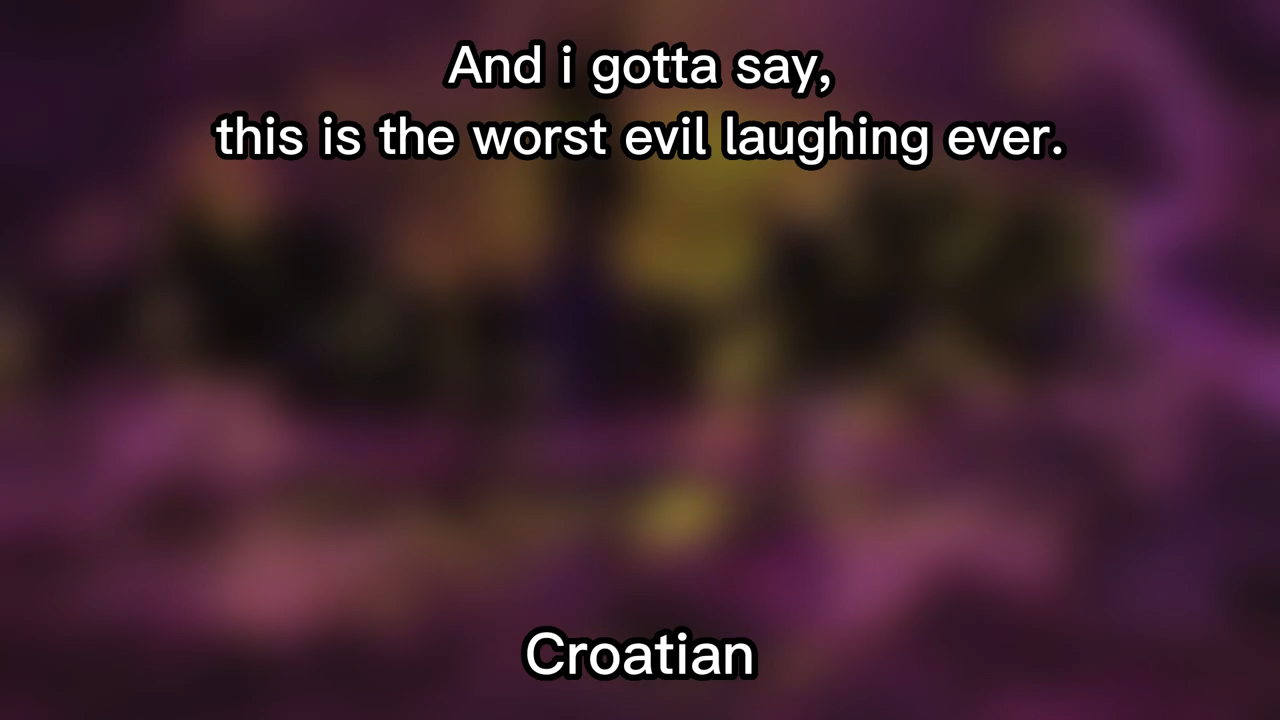 And i gotta say,
this is the worst evil laughing ever.
Croatian